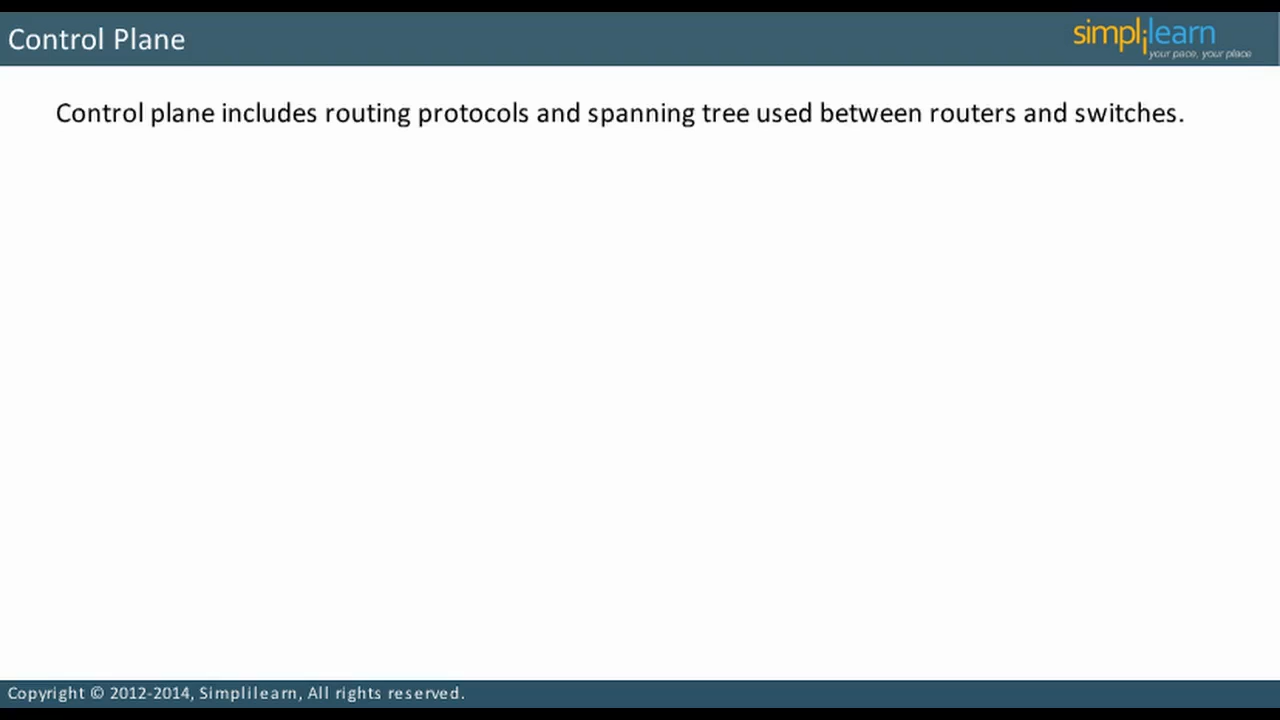 Control Plane
simplilearn
your pace, your place
Control plane includes routing protocols and spanning tree used between routers and switches.
Copyright © 2012-2014, Simplilearn, All rights reserved.